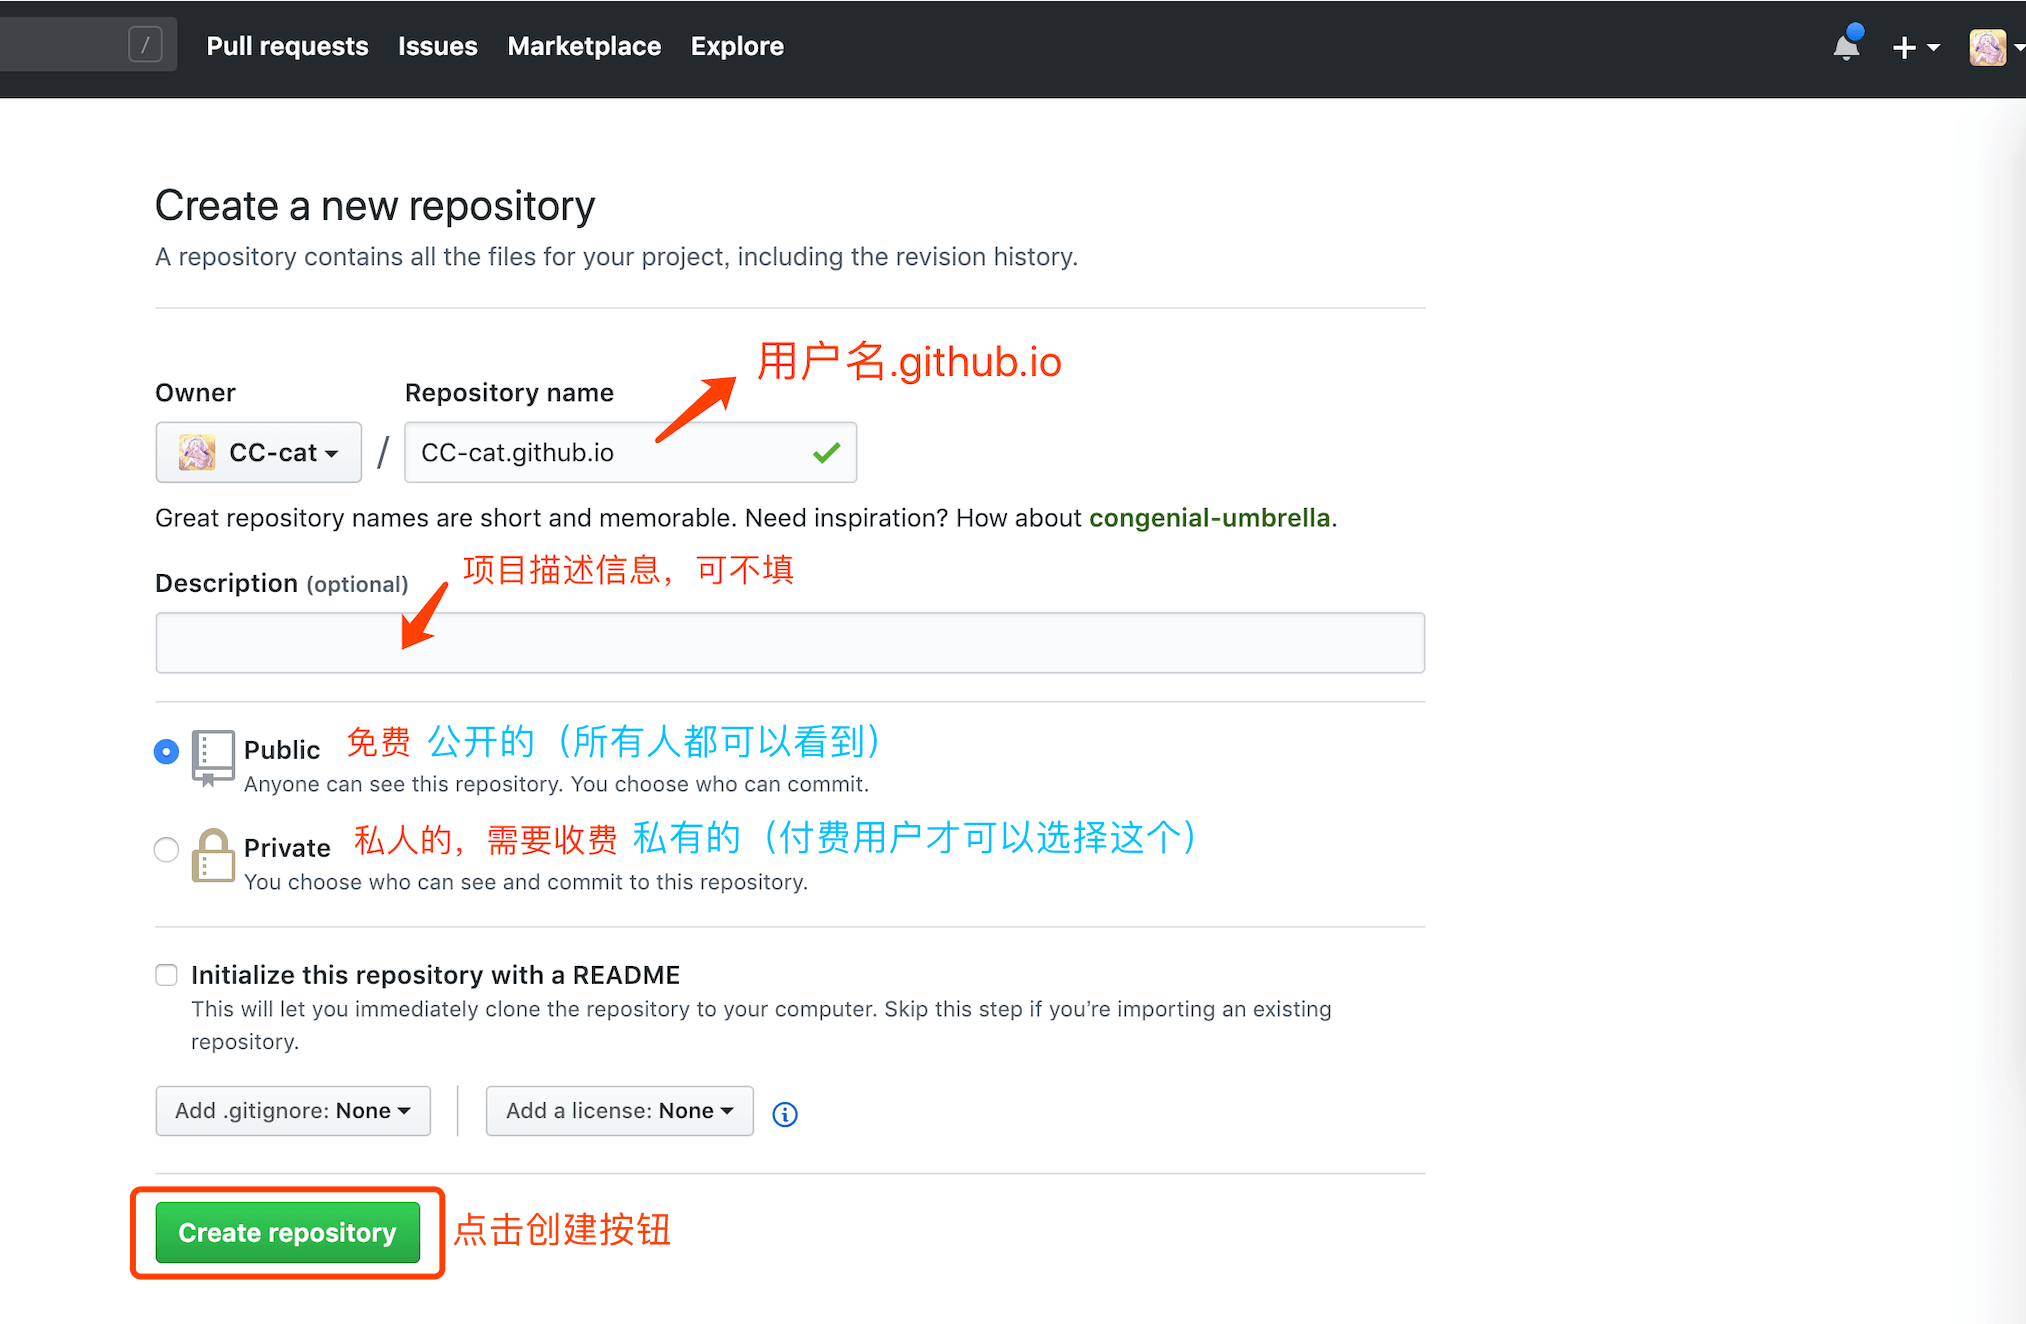 / Pull requests Issues Marketplace Explore
Create a new repository
A repository contains all the files for your project, including the revision history.
用户名.github.io
Owner Repository name
CC-cat / CC-cat.github.io
Great repository names are short and memorable. Need inspiration? How about congenial-umbrella.
项目描述信息，可不填
Description (optional)
Public 免费 公开的（所有人都可以看到）
Anyone can see this repository. You choose who can commit.
Private 私人的，需要收费 私有的（付费用户才可以选择这个）
You choose who can see and commit to this repository.
Initialize this repository with a README
This will let you immediately clone the repository to your computer. Skip this step if you’re importing an existing
repository.
Add .gitignore: None Add a license: None
Create repository 点击创建按钮